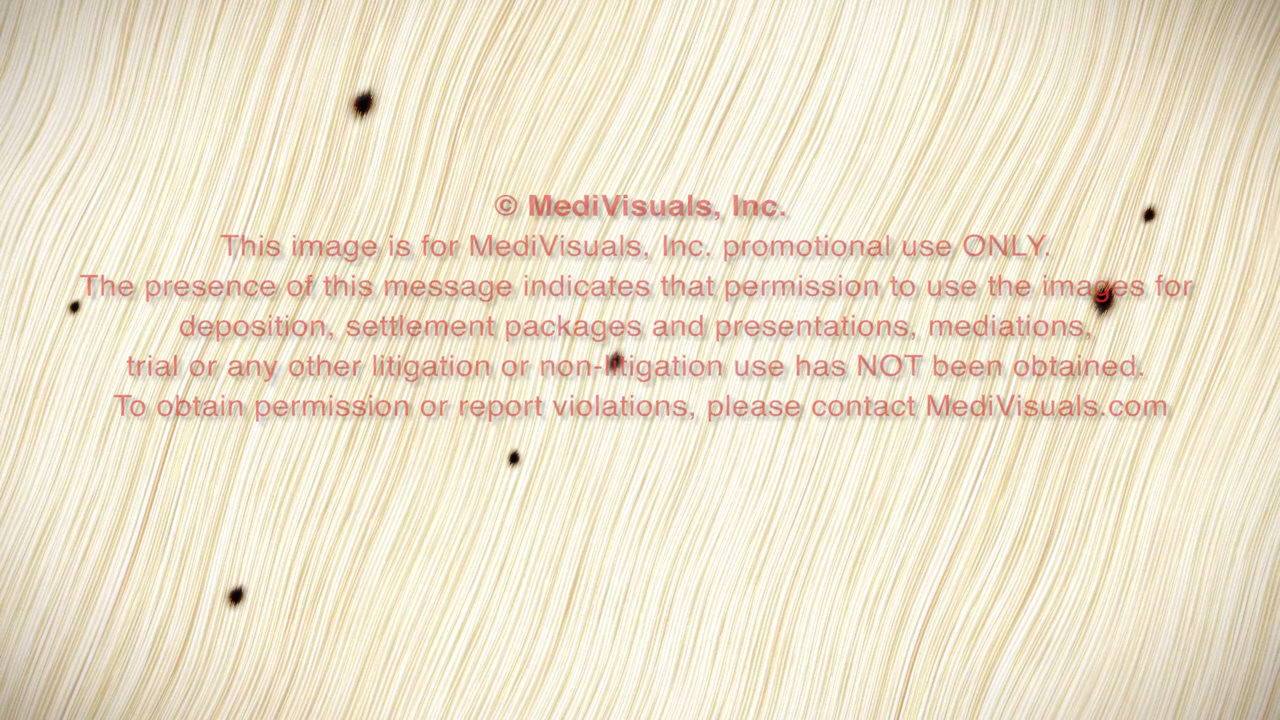 © MediVisuals, Inc.
This image is for MediVisuals, Inc. promotional use ONLY.
The presence of this message indicates that permission to use the images for
deposition, settlement packages and presentations, mediations,
trial or any other litigation or non-litigation use has NOT been obtained.
To obtain permission or report violations, please contact MediVisuals.com